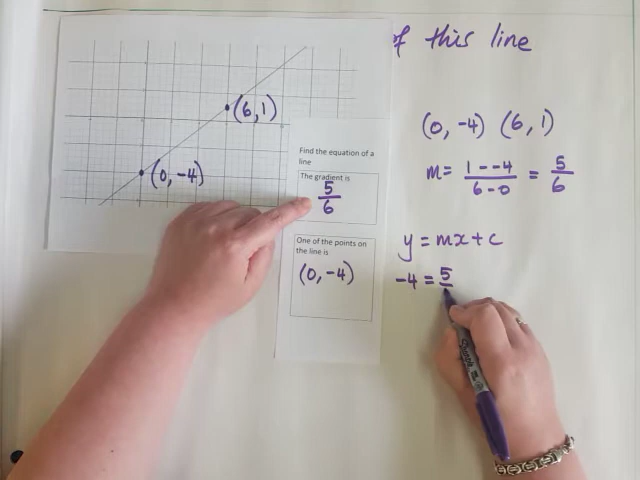 of this line
(6, 1)
(0, -4)
Find the equation of a
line
The gradient is
5
6
One of the points on
the line is
(0, -4)
(0, -4) (6, 1)
m = 1 - -4 / 6 - 0 = 5 / 6
y = mx + c
-4 = 5
Sharpie